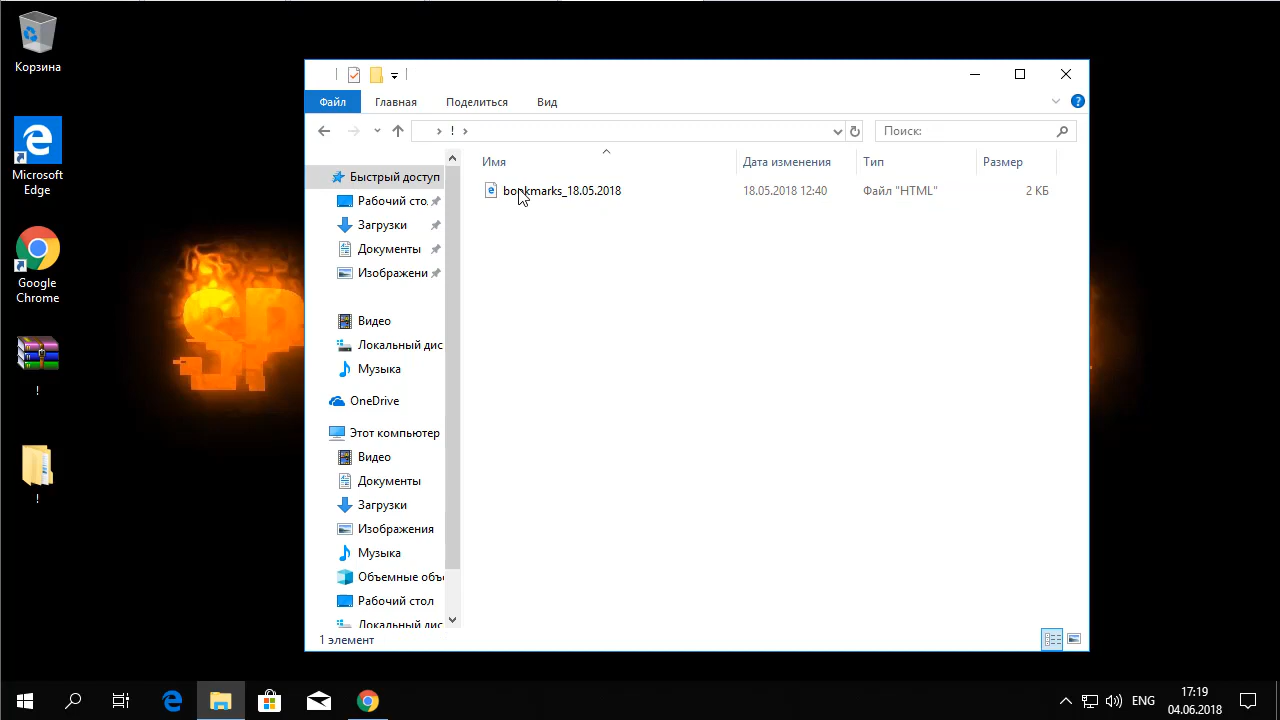 Корзина
Microsoft
Edge
Google
Chrome
!
!
SP
Файл
Главная
Поделиться
Вид
!
Поиск:
Имя
Дата изменения
Тип
Размер
bookmarks_18.05.2018
18.05.2018 12:40
Файл "HTML"
2 КБ
Быстрый доступ
Рабочий сто.
Загрузки
Документы
Изображени
Видео
Локальный дис
Музыка
OneDrive
Этот компьютер
Видео
Документы
Загрузки
Изображения
Музыка
Объемные объ
Рабочий стол
Локальный дис
1 элемент
ENG
17:19
04.06.2018